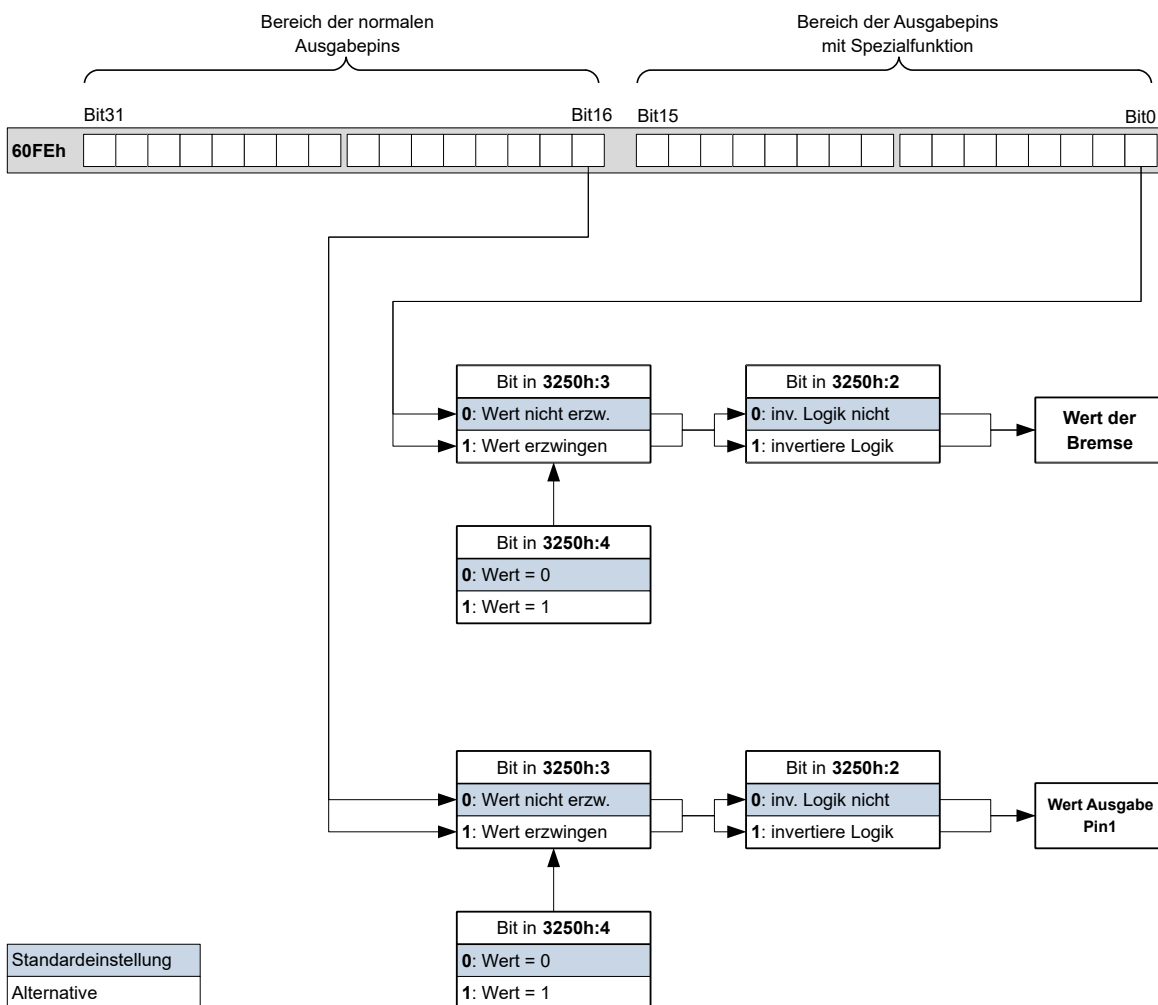 Bereich der normalen
Ausgabepins
Bereich der Ausgabepins
mit Spezialfunktion
Bit31
Bit16
Bit15
Bit0
60FEh
Bit in 3250h:3
0: Wert nicht erzw.
1: Wert erzwingen
Bit in 3250h:2
0: inv. Logik nicht
1: invertiere Logik
Wert der
Bremse
Bit in 3250h:4
0: Wert = 0
1: Wert = 1
Bit in 3250h:3
0: Wert nicht erzw.
1: Wert erzwingen
Bit in 3250h:2
0: inv. Logik nicht
1: invertiere Logik
Wert Ausgabe
Pin1
Bit in 3250h:4
0: Wert = 0
1: Wert = 1
Standardeinstellung
Alternative